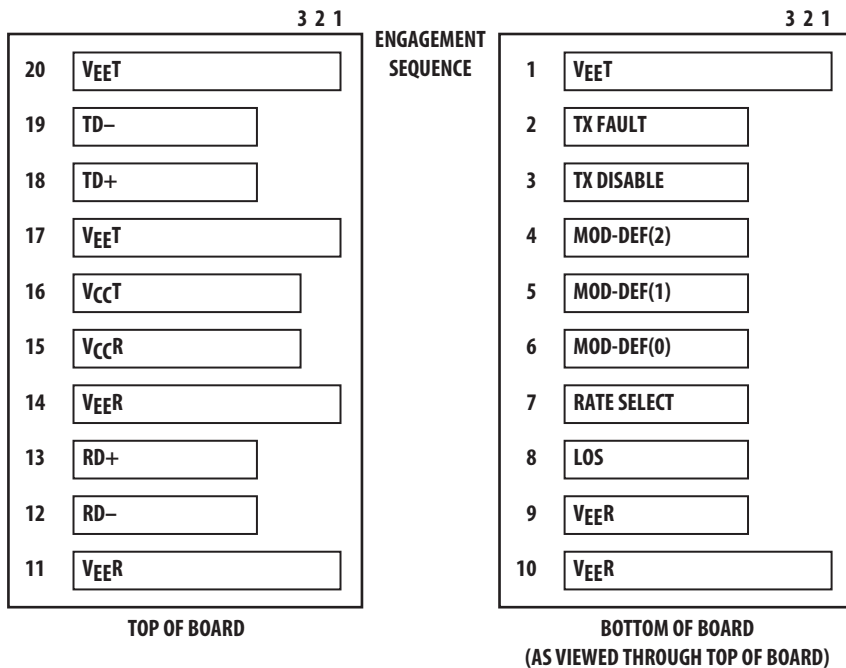 3 2 1
ENGAGEMENT
SEQUENCE
3 2 1
20 VEET
19 TD–
18 TD+
17 VEET
16 VCCT
15 VCCR
14 VEER
13 RD+
12 RD–
11 VEER
TOP OF BOARD
1 VEET
2 TX FAULT
3 TX DISABLE
4 MOD-DEF(2)
5 MOD-DEF(1)
6 MOD-DEF(0)
7 RATE SELECT
8 LOS
9 VEER
10 VEER
BOTTOM OF BOARD
(AS VIEWED THROUGH TOP OF BOARD)